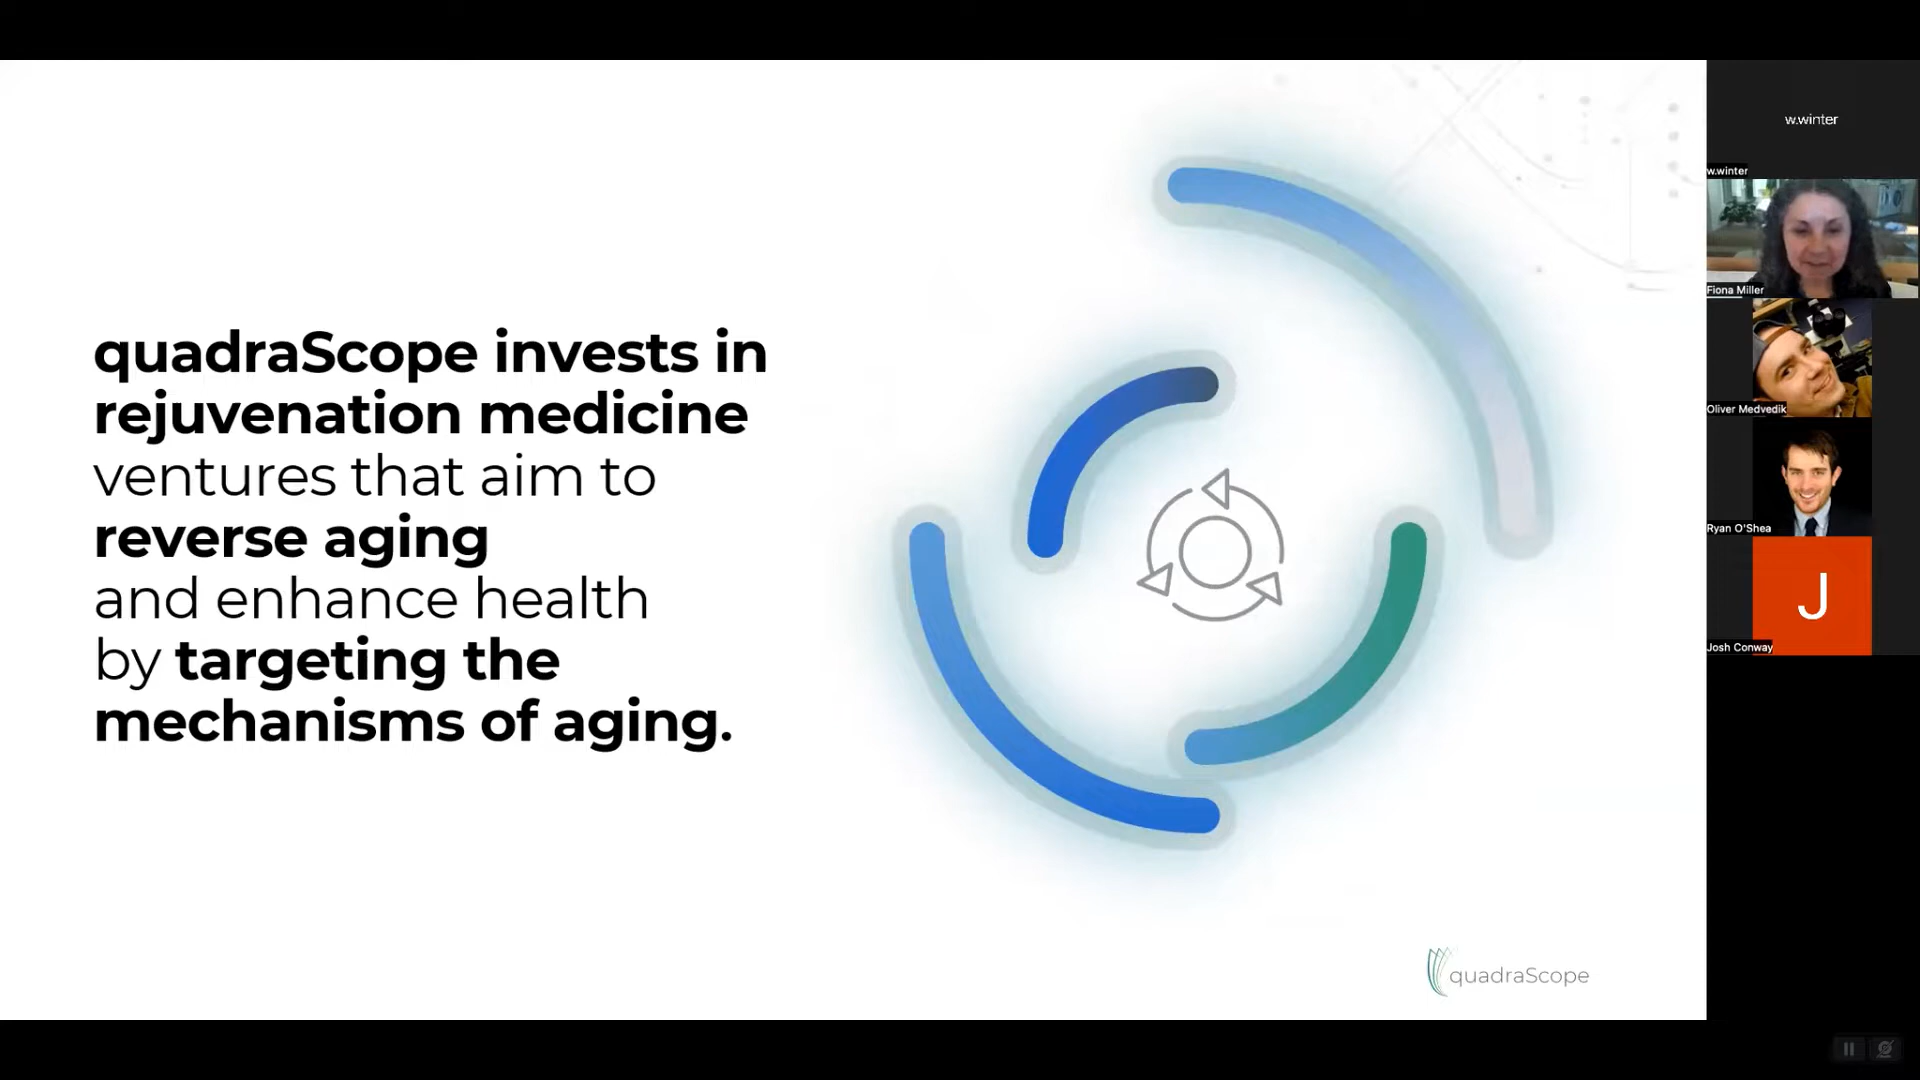 quadraScope invests in
rejuvenation medicine
ventures that aim to
reverse aging
and enhance health
by targeting the
mechanisms of aging.
quadraScope
w.winter
w.winter
Fiona Miller
Oliver Medvedik
Ryan O'Shea
J
Josh Conway